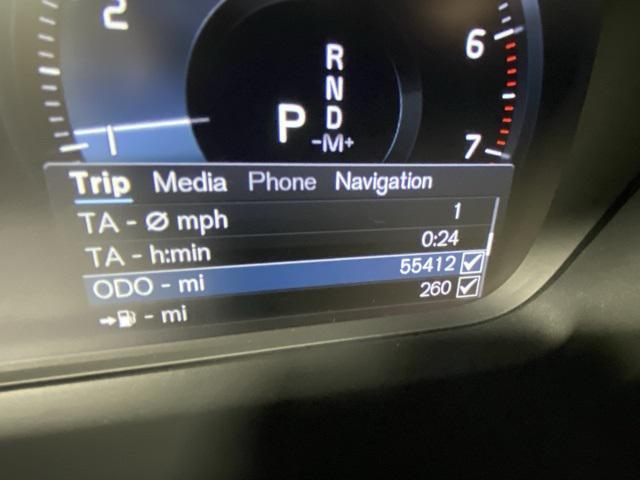 2
6
R
N
P D
-M+
1
7
Trip Media Phone Navigation
TA - Ø mph 1
TA - h:min 0:24
ODO - mi 55412
- mi 260